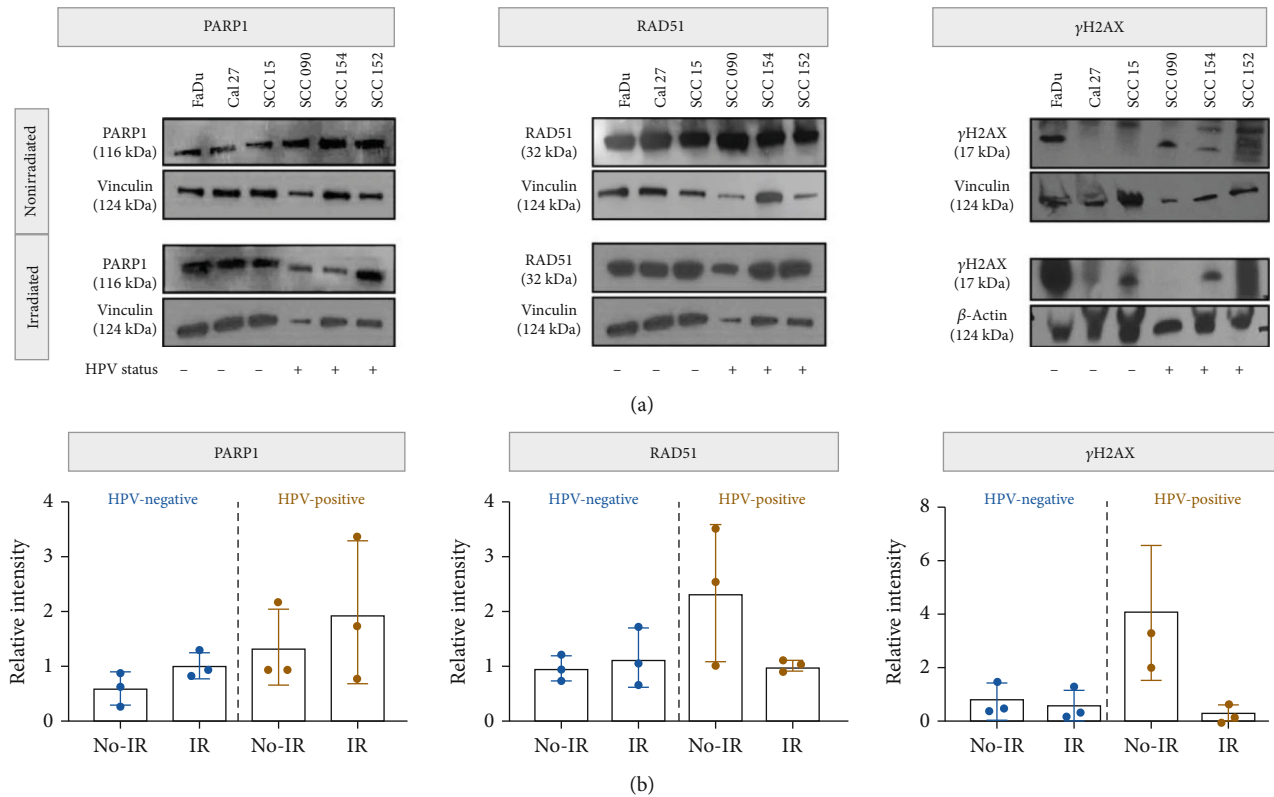 PARP1
FaDu
Cal 27
SCC 15
SCC 090
SCC 154
SCC 152
Nonirradiated
PARP1
(116 kDa)
Vinculin
(124 kDa)
Irradiated
PARP1
(116 kDa)
Vinculin
(124 kDa)
HPV status
– – – + + +
RAD51
FaDu
Cal 27
SCC 15
SCC 090
SCC 154
SCC 152
RAD51
(32 kDa)
Vinculin
(124 kDa)
RAD51
(32 kDa)
Vinculin
(124 kDa)
– – – + + +
γH2AX
FaDu
Cal 27
SCC 15
SCC 090
SCC 154
SCC 152
γH2AX
(17 kDa)
Vinculin
(124 kDa)
γH2AX
(17 kDa)
β-Actin
(124 kDa)
– – – + + +
(a)
PARP1
HPV-negative HPV-positive
Relative intensity
4
3
2
1
0
No-IR IR No-IR IR
RAD51
HPV-negative HPV-positive
Relative intensity
4
3
2
1
0
No-IR IR No-IR IR
γH2AX
HPV-negative HPV-positive
Relative intensity
8
6
4
2
0
No-IR IR No-IR IR
(b)